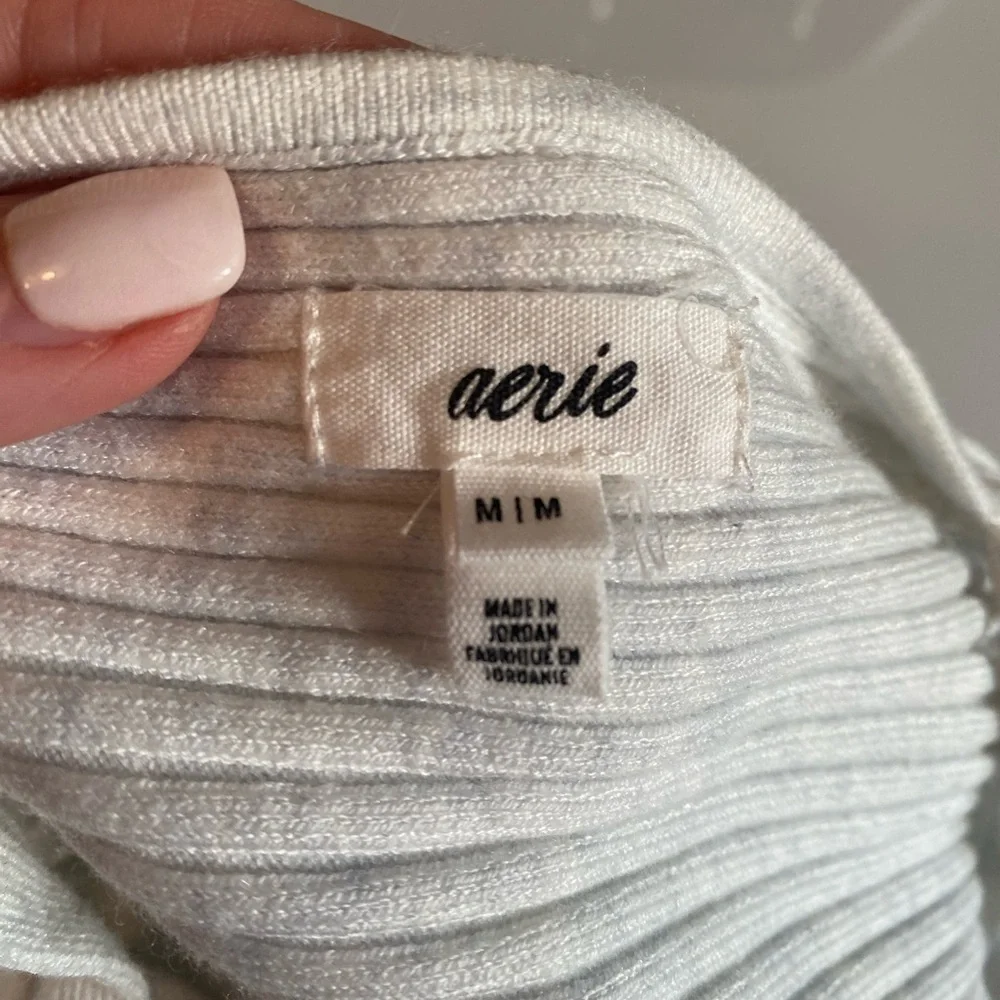 aerie
M | M
MADE IN
JORDAN
FABRIQUÉ EN
JORDANIE